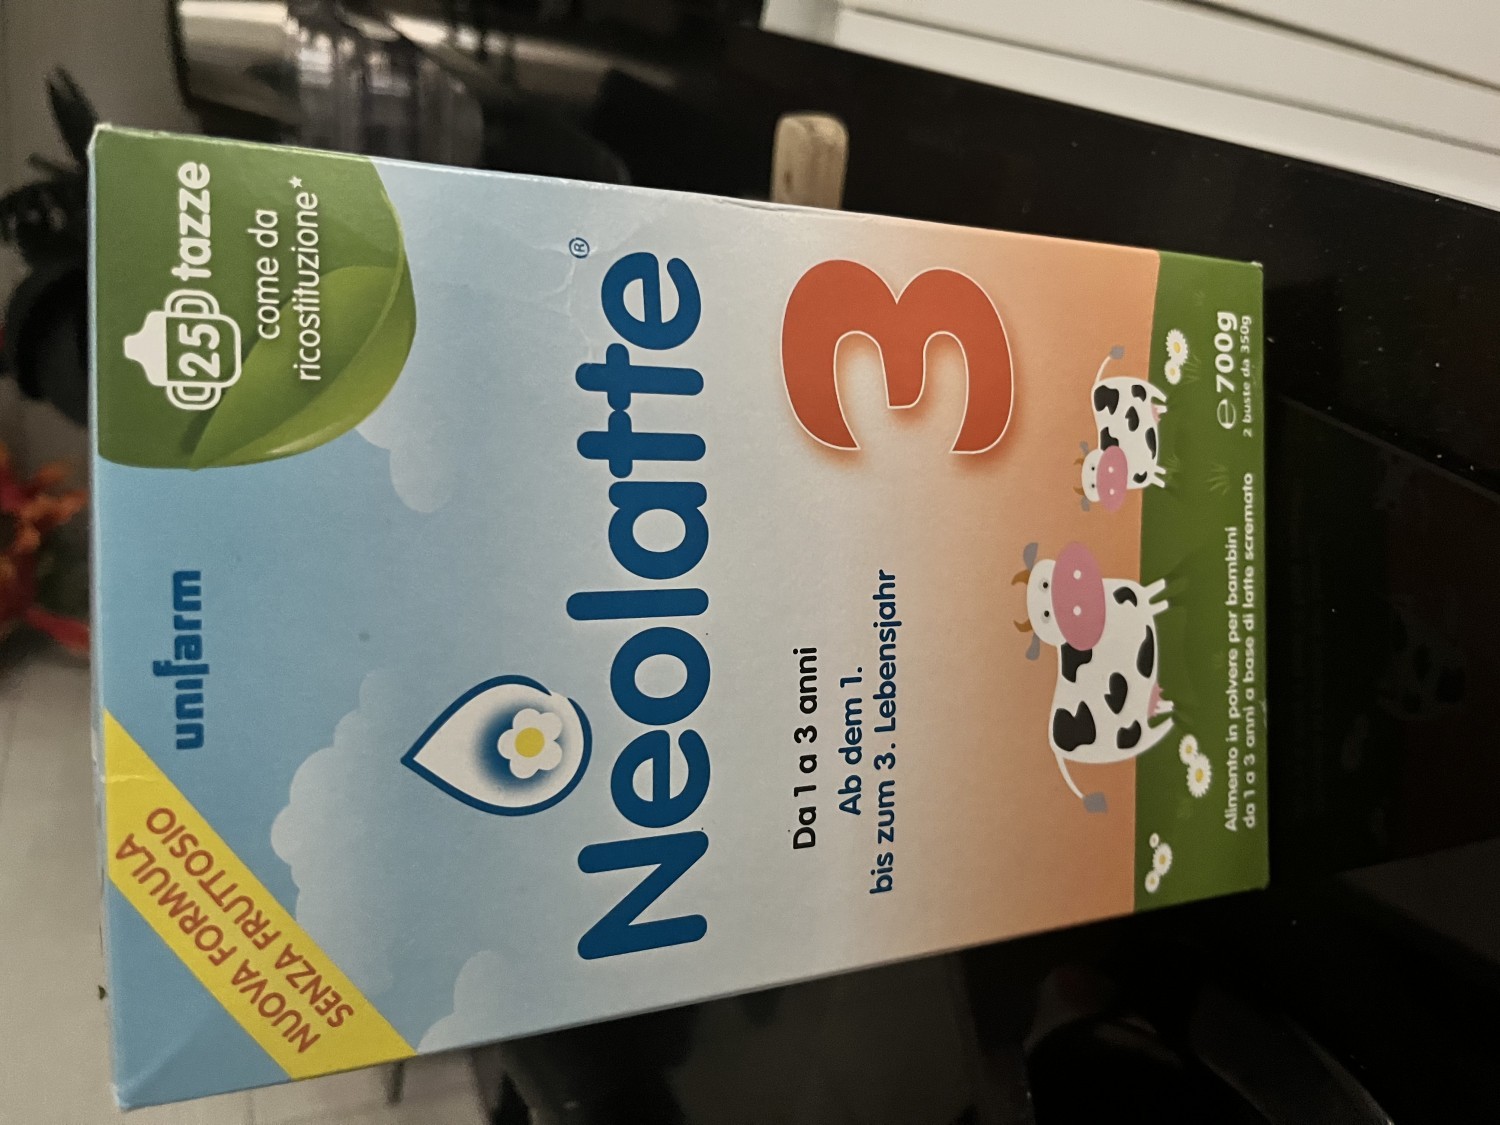 NUOVA FORMULA
SENZA FRUTTOSIO
unifarm
25 tazze
come da
ricostituzione*
Neolatte®
Da 1 a 3 anni
Ab dem 1.
bis zum 3. Lebensjahr
3
Alimento in polvere per bambini
da 1 a 3 anni a base di latte scremato
℮ 700g
2 buste da 350g